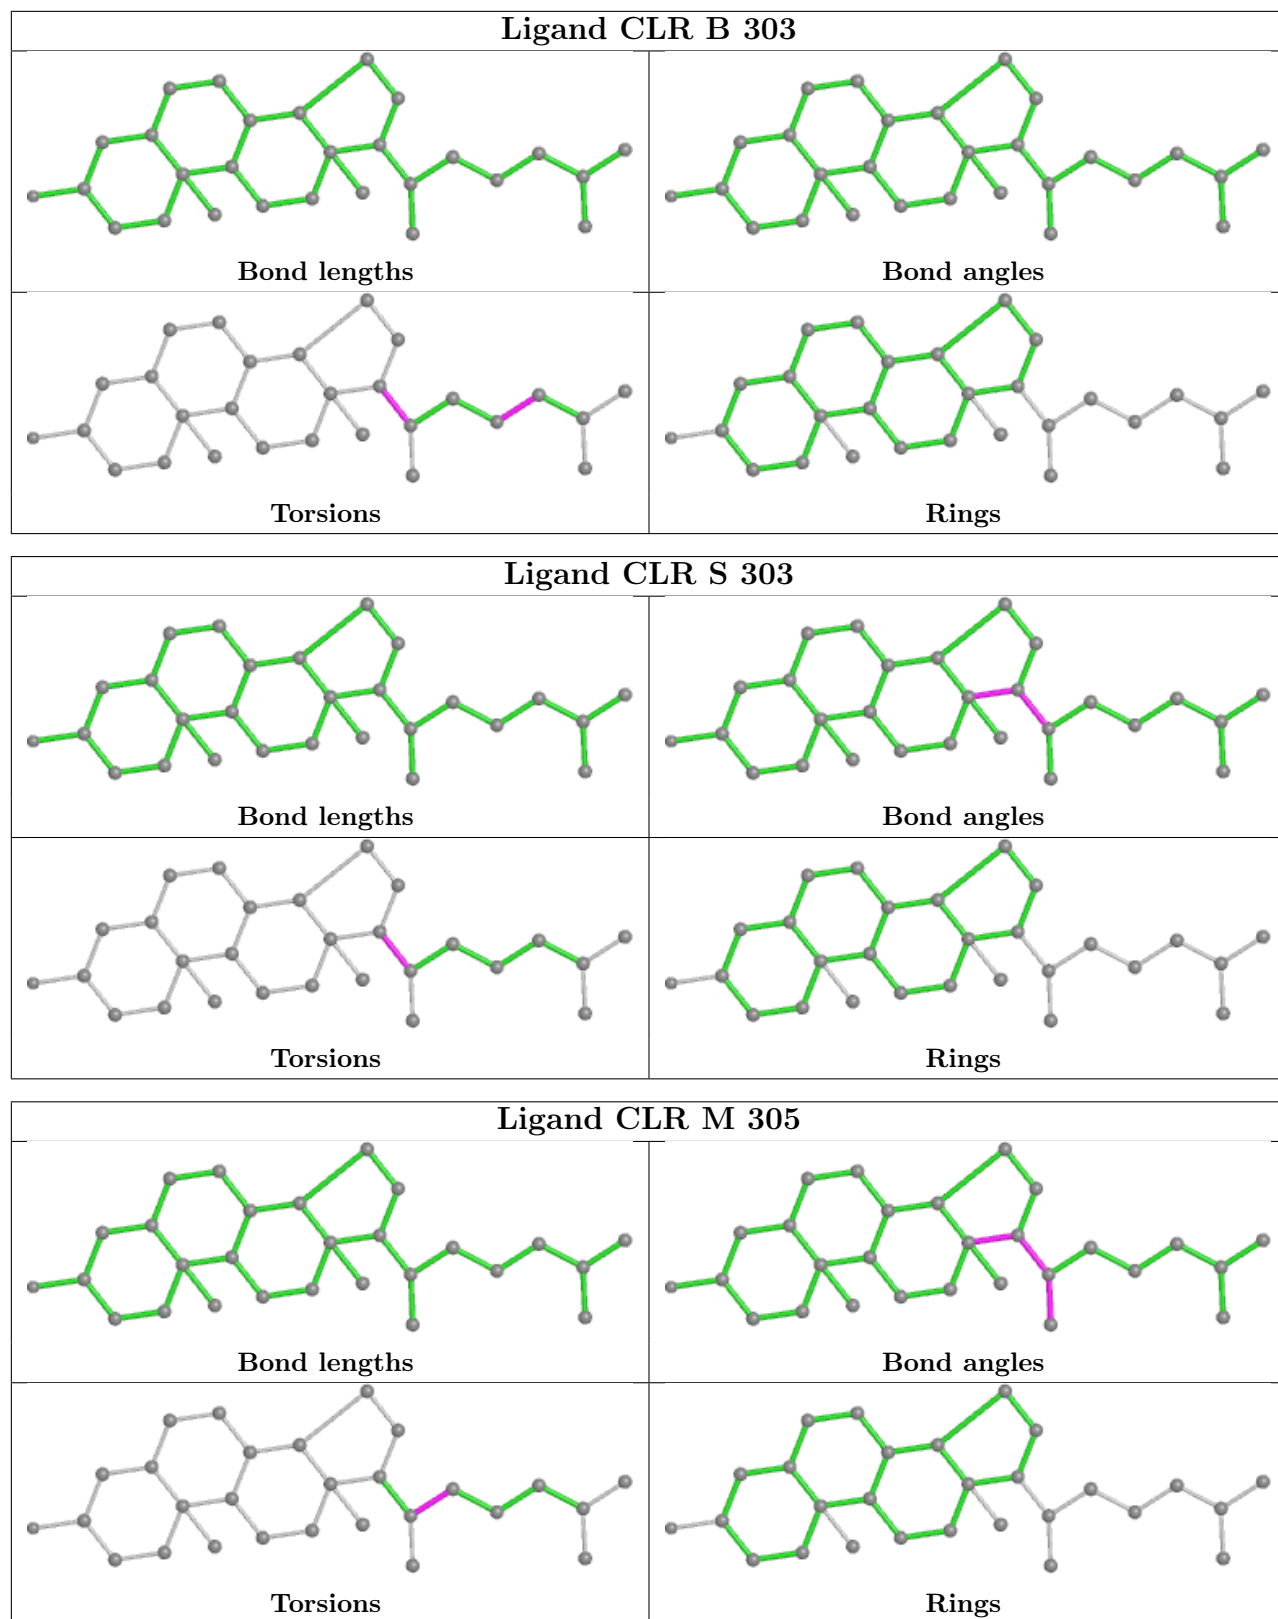 Ligand CLR B 303
Bond lengths
Bond angles
Torsions
Rings
Ligand CLR S 303
Bond lengths
Bond angles
Torsions
Rings
Ligand CLR M 305
Bond lengths
Bond angles
Torsions
Rings